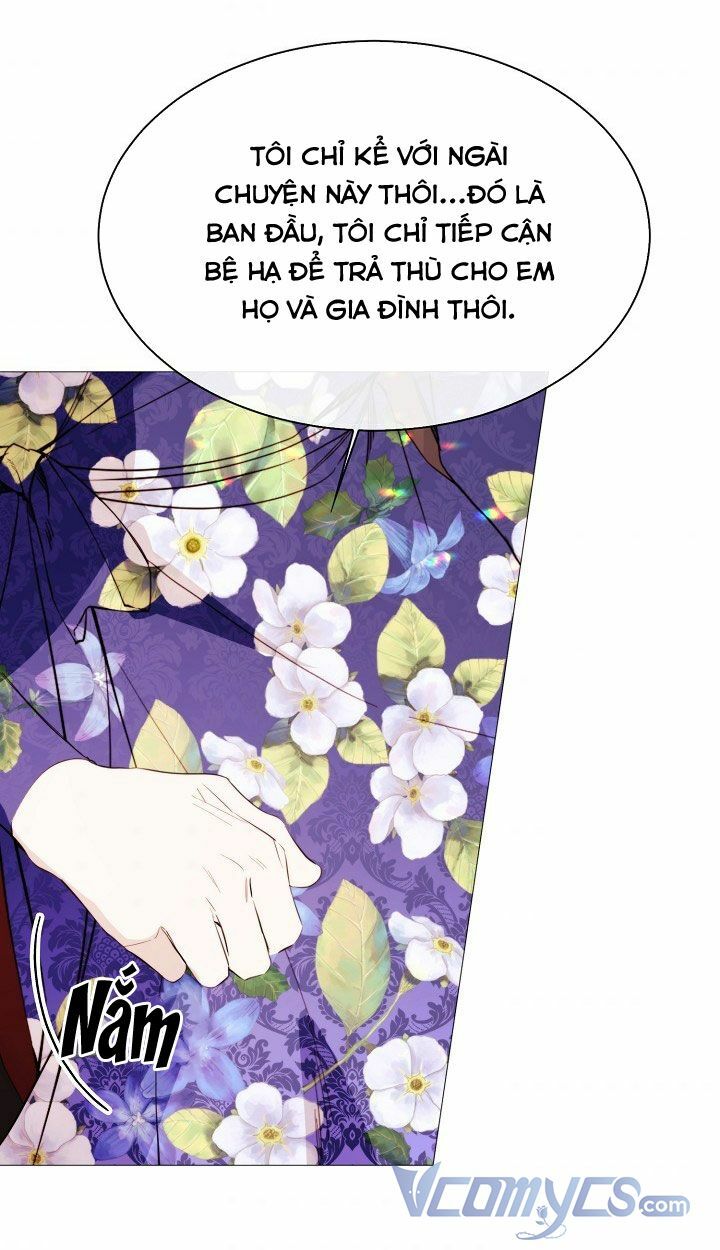 TÔI CHỈ KỂ VỚI NGÀI
CHUYỆN NÀY THÔI...ĐÓ LÀ
BAN ĐẦU, TÔI CHỈ TIẾP CẬN
BỆ HẠ ĐỂ TRẢ THÙ CHO EM
HỌ VÀ GIA ĐÌNH THÔI.
Nắm
VCOMYCS.com